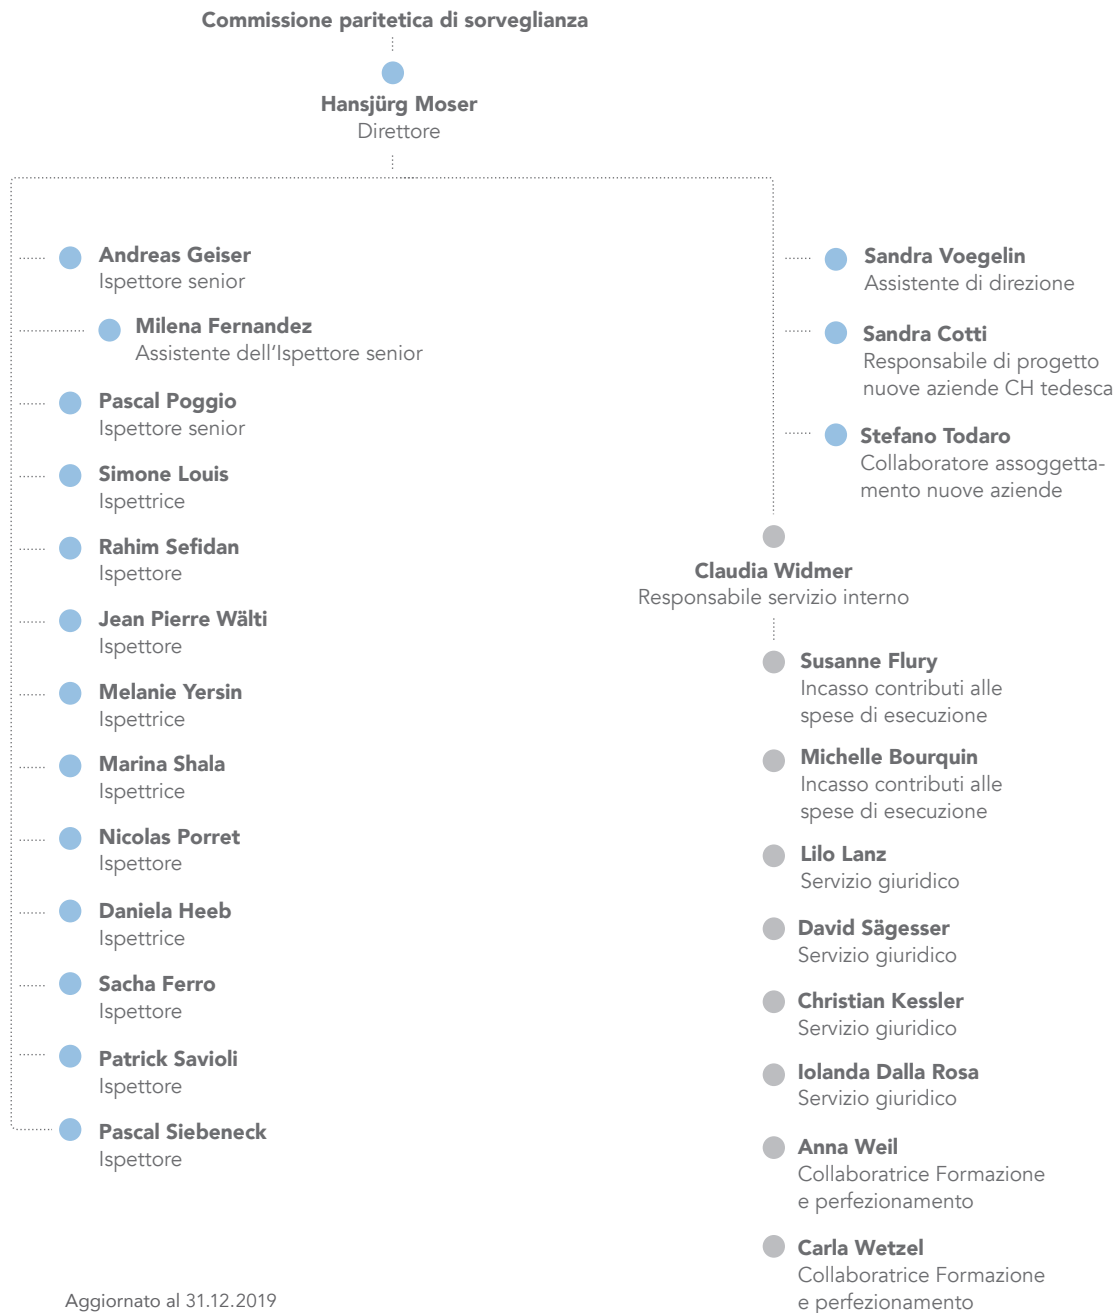 Commissione paritetica di sorveglianza
Hansjürg Moser
Direttore
Andreas Geiser
Ispettore senior
Milena Fernandez
Assistente dell'Ispettore senior
Pascal Poggio
Ispettore senior
Simone Louis
Ispettrice
Rahim Sefidan
Ispettore
Jean Pierre Wälti
Ispettore
Melanie Yersin
Ispettrice
Marina Shala
Ispettrice
Nicolas Porret
Ispettore
Daniela Heeb
Ispettrice
Sacha Ferro
Ispettore
Patrick Savioli
Ispettore
Pascal Siebeneck
Ispettore
Sandra Voegelin
Assistente di direzione
Sandra Cotti
Responsabile di progetto
nuove aziende CH tedesca
Stefano Todaro
Collaboratore assoggetta-
mento nuove aziende
Claudia Widmer
Responsabile servizio interno
Susanne Flury
Incasso contributi alle
spese di esecuzione
Michelle Bourquin
Incasso contributi alle
spese di esecuzione
Lilo Lanz
Servizio giuridico
David Sägesser
Servizio giuridico
Christian Kessler
Servizio giuridico
Iolanda Dalla Rosa
Servizio giuridico
Anna Weil
Collaboratrice Formazione
e perfezionamento
Carla Wetzel
Collaboratrice Formazione
e perfezionamento
Aggiornato al 31.12.2019